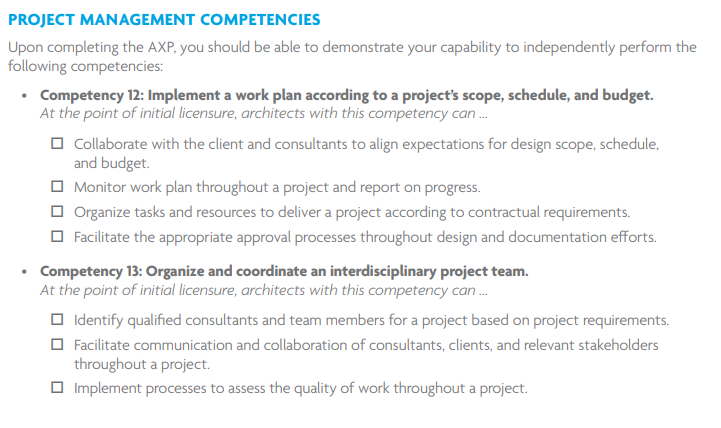 PROJECT MANAGEMENT COMPETENCIES
Upon completing the AXP, you should be able to demonstrate your capability to independently perform the
following competencies:
• Competency 12: Implement a work plan according to a project's scope, schedule, and budget.
At the point of initial licensure, architects with this competency can ...
☐ Collaborate with the client and consultants to align expectations for design scope, schedule,
and budget.
☐ Monitor work plan throughout a project and report on progress.
☐ Organize tasks and resources to deliver a project according to contractual requirements.
☐ Facilitate the appropriate approval processes throughout design and documentation efforts.
• Competency 13: Organize and coordinate an interdisciplinary project team.
At the point of initial licensure, architects with this competency can ...
☐ Identify qualified consultants and team members for a project based on project requirements.
☐ Facilitate communication and collaboration of consultants, clients, and relevant stakeholders
throughout a project.
☐ Implement processes to assess the quality of work throughout a project.